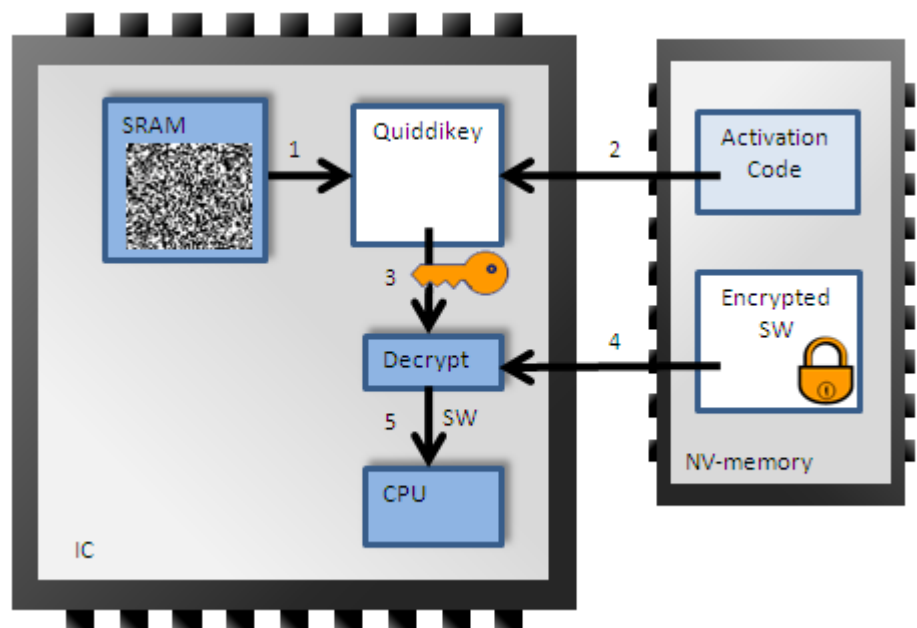 SRAM
1
Quiddikey
2
Activation
Code
3
Encrypted
SW
4
Decrypt
5
SW
CPU
NV-memory
IC